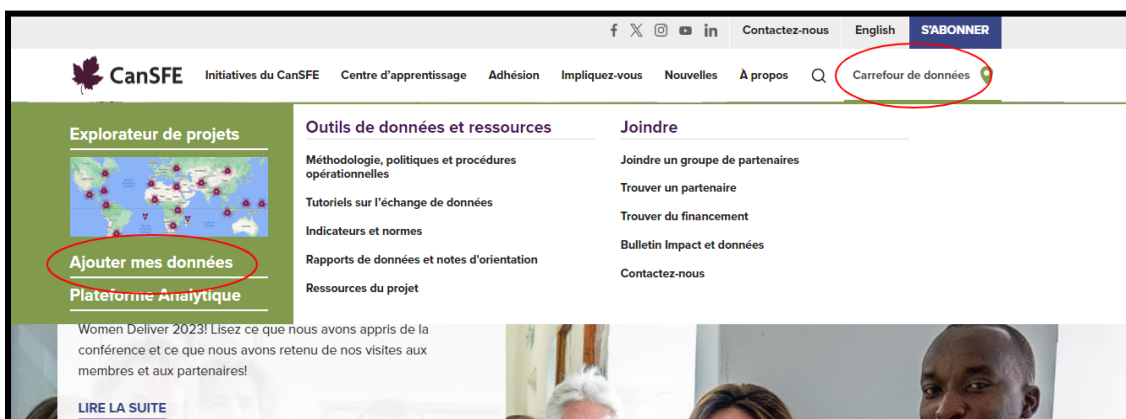 Contactez-nous English S'ABONNER
CanSFE Initiatives du CanSFE Centre d'apprentissage Adhésion Impliquez-vous Nouvelles À propos Carrefour de données
Explorateur de projets
Ajouter mes données
Plateforme Analytique
Outils de données et ressources
Méthodologie, politiques et procédures
opérationnelles
Tutoriels sur l'échange de données
Indicateurs et normes
Rapports de données et notes d'orientation
Ressources du projet
Joindre
Joindre un groupe de partenaires
Trouver un partenaire
Trouver du financement
Bulletin Impact et données
Contactez-nous
Women Deliver 2023! Lisez ce que nous avons appris de la
conférence et ce que nous avons retenu de nos visites aux
membres et aux partenaires!
LIRE LA SUITE